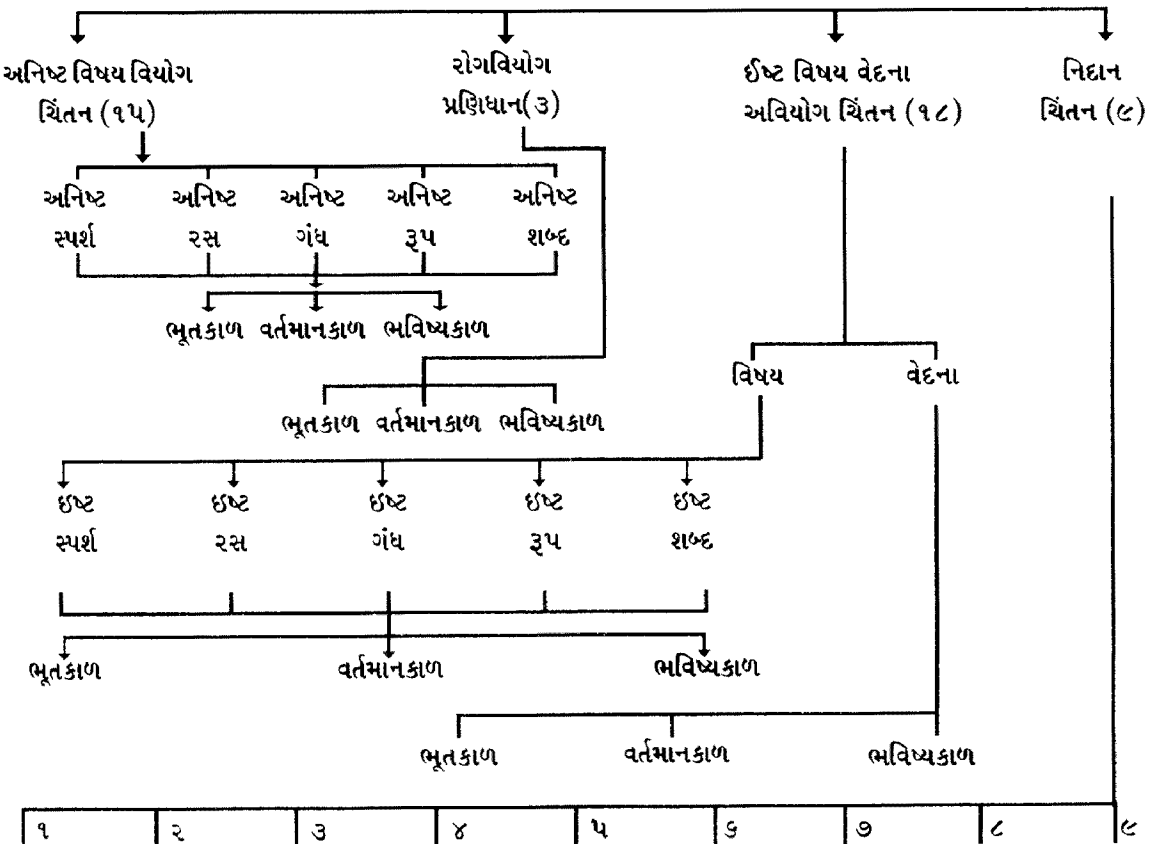 અનિષ્ટ વિષય વિયોગ
ચિંતન (૧૫)
રોગવિયોગ
પ્રણિધાન(૩)
ઈષ્ટ વિષય વેદના
અવિયોગ ચિંતન (૧૮)
નિદાન
ચિંતન (૯)
અનિષ્ટ અનિષ્ટ અનિષ્ટ અનિષ્ટ અનિષ્ટ
સ્પર્શ રસ ગંધ રૂપ શબ્દ
ભૂતકાળ વર્તમાનકાળ ભવિષ્યકાળ
વિષય વેદના
ભૂતકાળ વર્તમાનકાળ ભવિષ્યકાળ
ઇષ્ટ ઇષ્ટ ઇષ્ટ ઇષ્ટ ઇષ્ટ
સ્પર્શ રસ ગંધ રૂપ શબ્દ
ભૂતકાળ વર્તમાનકાળ ભવિષ્યકાળ
ભૂતકાળ વર્તમાનકાળ ભવિષ્યકાળ
૧ ૨ ૩ ૪ ૫ ૬ ૭ ૮ ૯